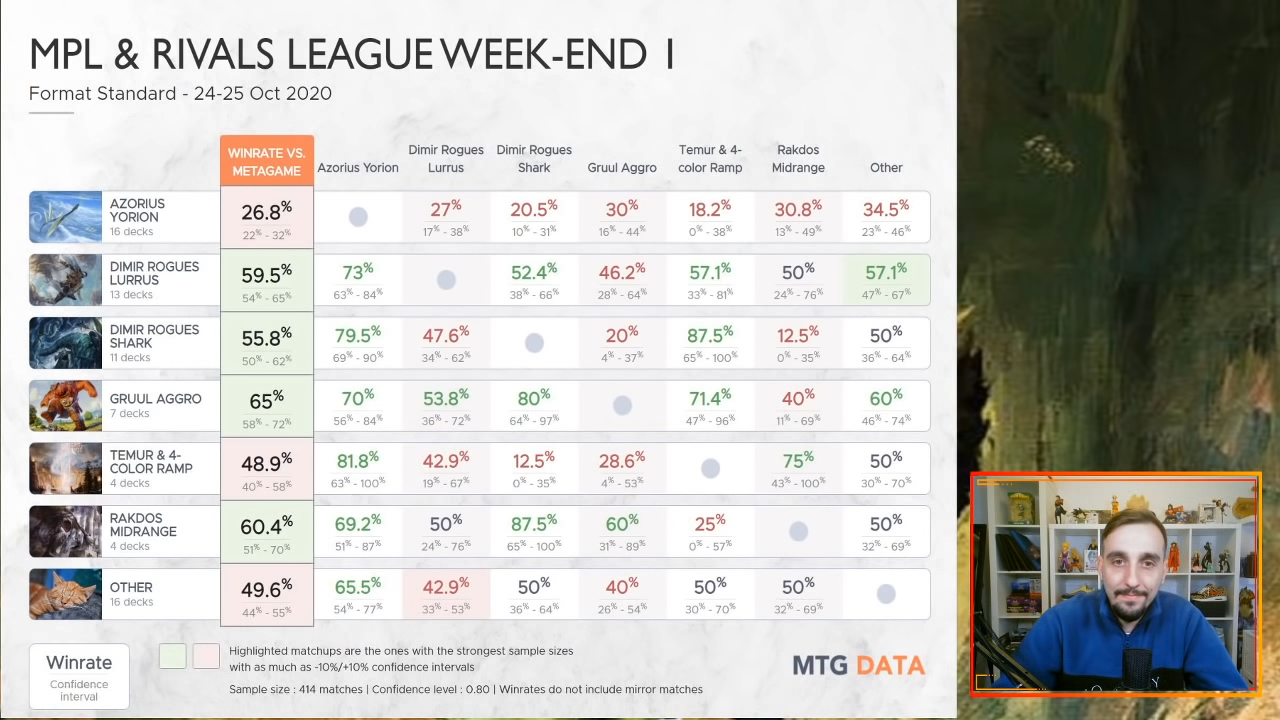 MPL & RIVALS LEAGUE WEEK-END 1
Format Standard - 24-25 Oct 2020
WINRATE VS. METAGAME
Azorius Yorion
Dimir Rogues Lurrus
Dimir Rogues Shark
Gruul Aggro
Temur & 4-color Ramp
Rakdos Midrange
Other
AZORIUS YORION
16 decks
26.8% 27% 20.5% 30% 18.2% 30.8% 34.5%
22% - 32% 17% - 38% 10% - 31% 16% - 44% 0% - 38% 13% - 49% 23% - 46%
DIMIR ROGUES LURRUS
13 decks
59.5% 73% 52.4% 46.2% 57.1% 50% 57.1%
54% - 65% 63% - 84% 38% - 66% 28% - 64% 33% - 81% 24% - 76% 47% - 67%
DIMIR ROGUES SHARK
11 decks
55.8% 79.5% 47.6% 20% 87.5% 12.5% 50%
50% - 62% 69% - 90% 34% - 62% 4% - 37% 65% - 100% 0% - 35% 36% - 64%
GRUUL AGGRO
7 decks
65% 70% 53.8% 80% 71.4% 40% 60%
58% - 72% 56% - 84% 36% - 72% 64% - 97% 47% - 96% 11% - 69% 46% - 74%
TEMUR & 4-COLOR RAMP
4 decks
48.9% 81.8% 42.9% 12.5% 28.6% 75% 50%
40% - 58% 63% - 100% 19% - 67% 0% - 35% 4% - 53% 43% - 100% 30% - 70%
RAKDOS MIDRANGE
4 decks
60.4% 69.2% 50% 87.5% 60% 25% 50%
51% - 70% 51% - 87% 24% - 76% 65% - 100% 31% - 89% 0% - 57% 32% - 69%
OTHER
16 decks
49.6% 65.5% 42.9% 50% 40% 50% 50%
44% - 55% 54% - 77% 33% - 53% 36% - 64% 26% - 54% 30% - 70% 32% - 69%
Winrate
Confidence
interval
Highlighted matchups are the ones with the strongest sample sizes
with as much as -10%/+10% confidence intervals
Sample size : 414 matches | Confidence level : 0.80 | Winrates do not include mirror matches
MTG DATA